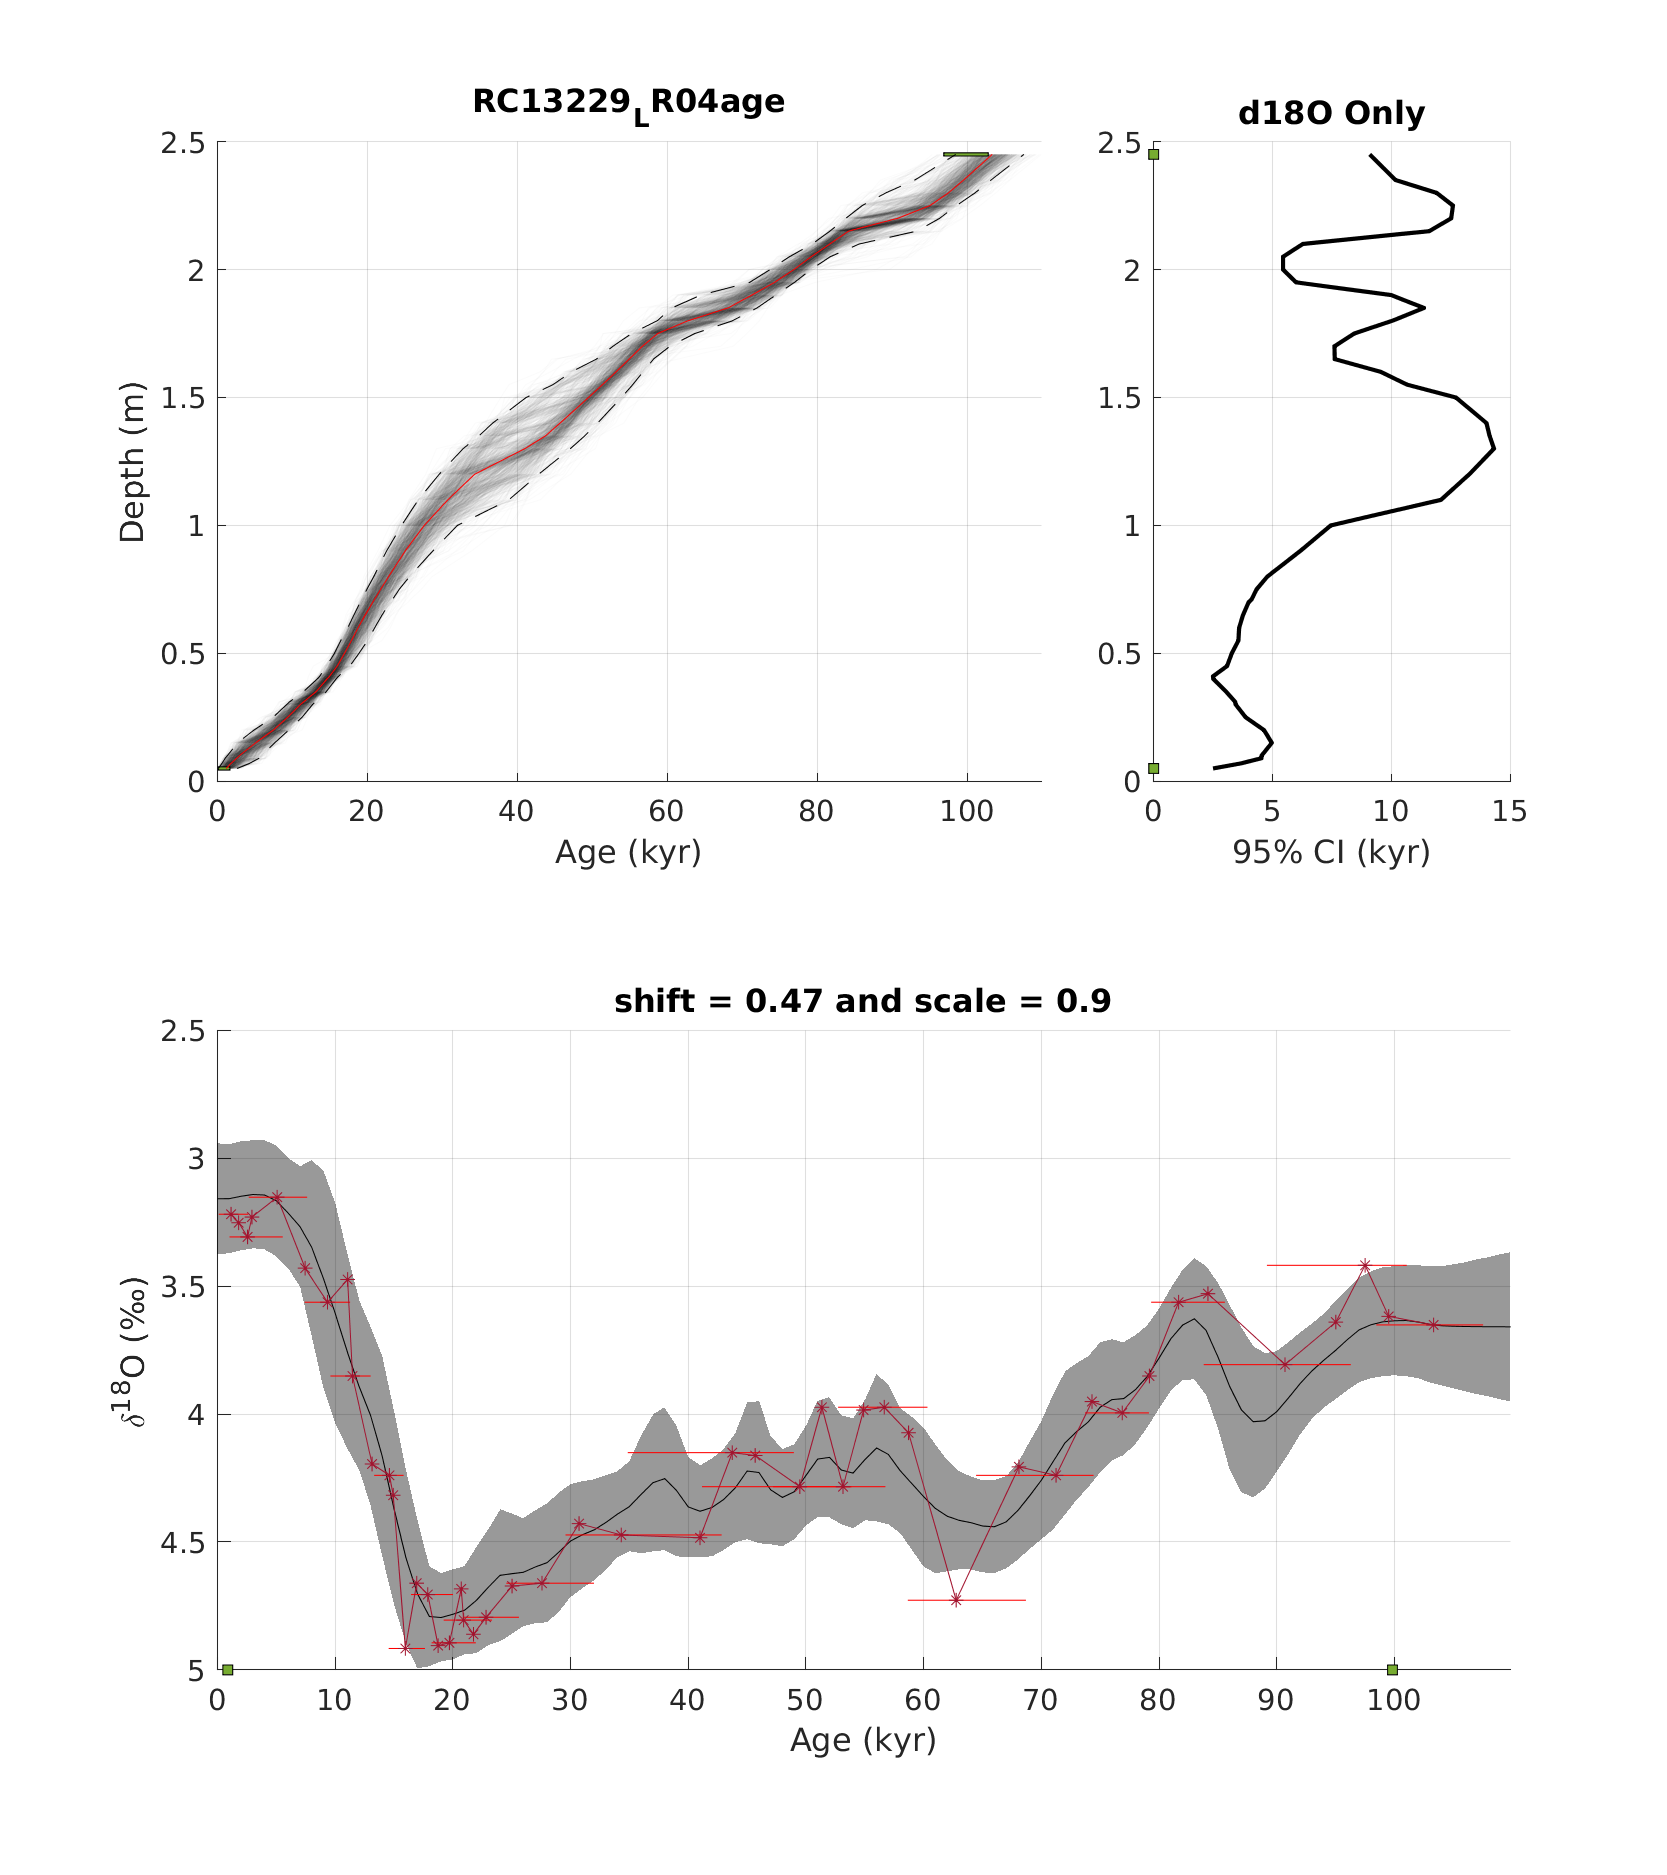 RC13229_LR04age
2.5
2
1.5
1
0.5
0
Depth (m)
0 20 40 60 80 100
Age (kyr)
d18O Only
2.5
2
1.5
1
0.5
0
0 5 10 15
95% CI (kyr)
shift = 0.47 and scale = 0.9
2.5
3
3.5
4
4.5
5
δ18O (‰)
0 10 20 30 40 50 60 70 80 90 100
Age (kyr)